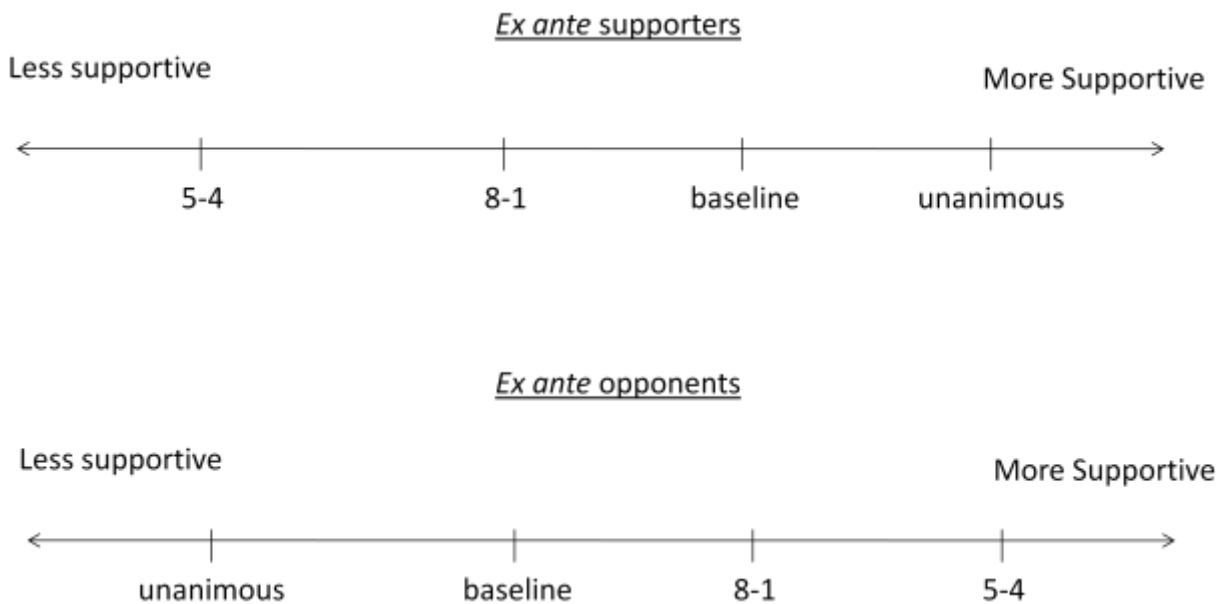 Ex ante supporters
Less supportive
More Supportive
5-4 8-1 baseline unanimous
Ex ante opponents
Less supportive
More Supportive
unanimous baseline 8-1 5-4